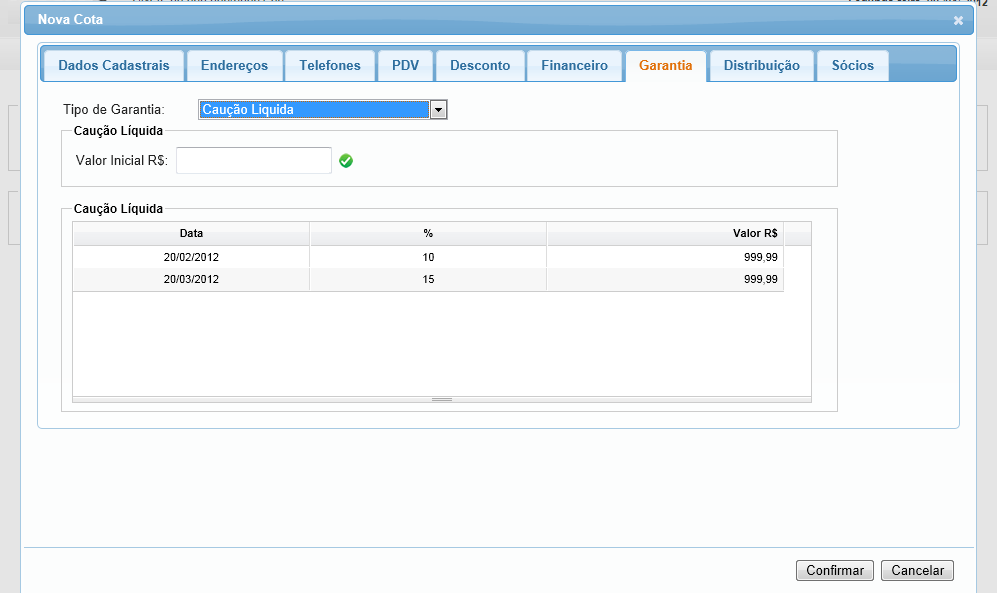 Nova Cota
Dados Cadastrais Endereços Telefones PDV Desconto Financeiro Garantia Distribuição Sócios
Tipo de Garantia: Caução Liquida
Caução Líquida
Valor Inicial R$:
Caução Líquida
Data % Valor R$
20/02/2012 10 999,99
20/03/2012 15 999,99
Confirmar Cancelar